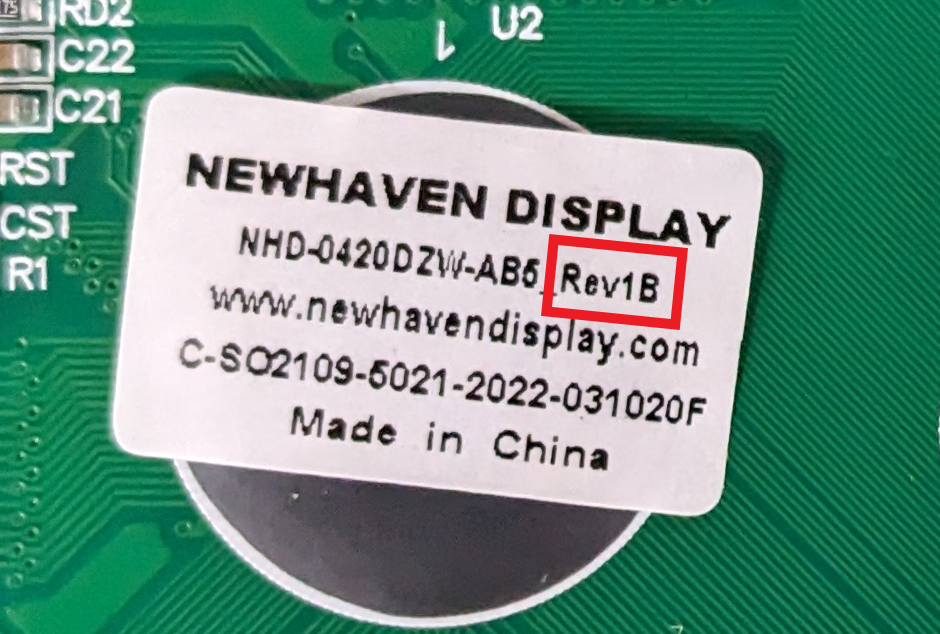 RD2
U2
1
C22
C21
RST
CST
R1
NEWHAVEN DISPLAY
NHD-0420DZW-AB5_Rev1B
www.newhavendisplay.com
C-SO2109-5021-2022-031020F
Made in China